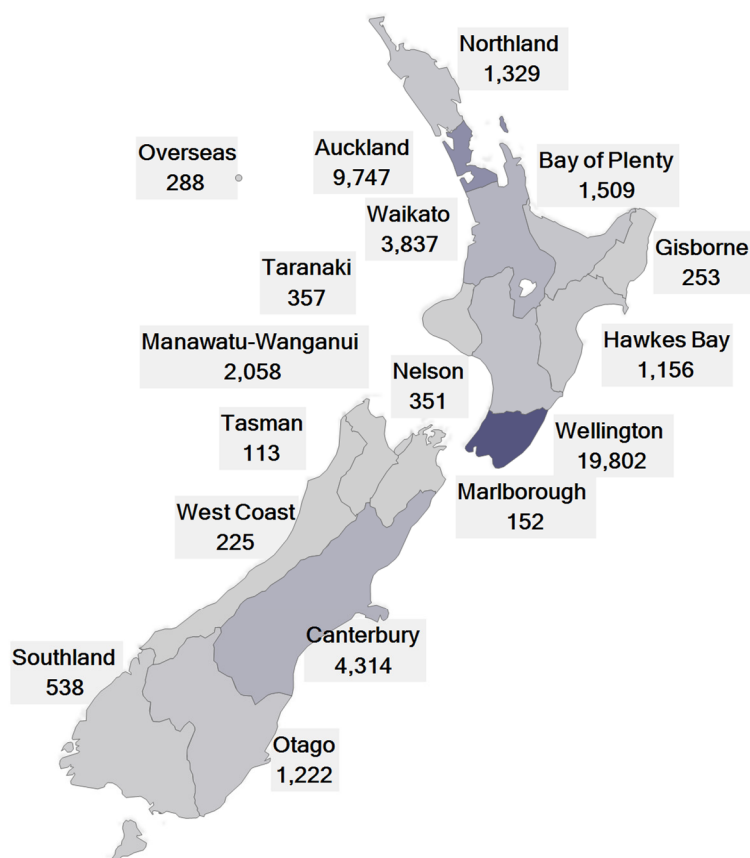 Northland
1,329
Overseas
288
Auckland
9,747
Bay of Plenty
1,509
Waikato
3,837
Gisborne
253
Taranaki
357
Manawatu-Wanganui
2,058
Hawkes Bay
1,156
Nelson
351
Tasman
113
Wellington
19,802
Marlborough
152
West Coast
225
Canterbury
4,314
Southland
538
Otago
1,222